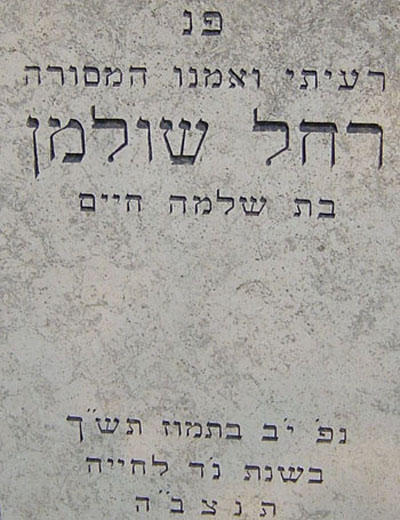 פנ
רעיתי ואמנו המסורה
רחל שולמן
בת שלמה חיים
נפ' י'ב בתמוז תש"ך
בשנת נ'ד לחייה
ת נ צ ב" ה